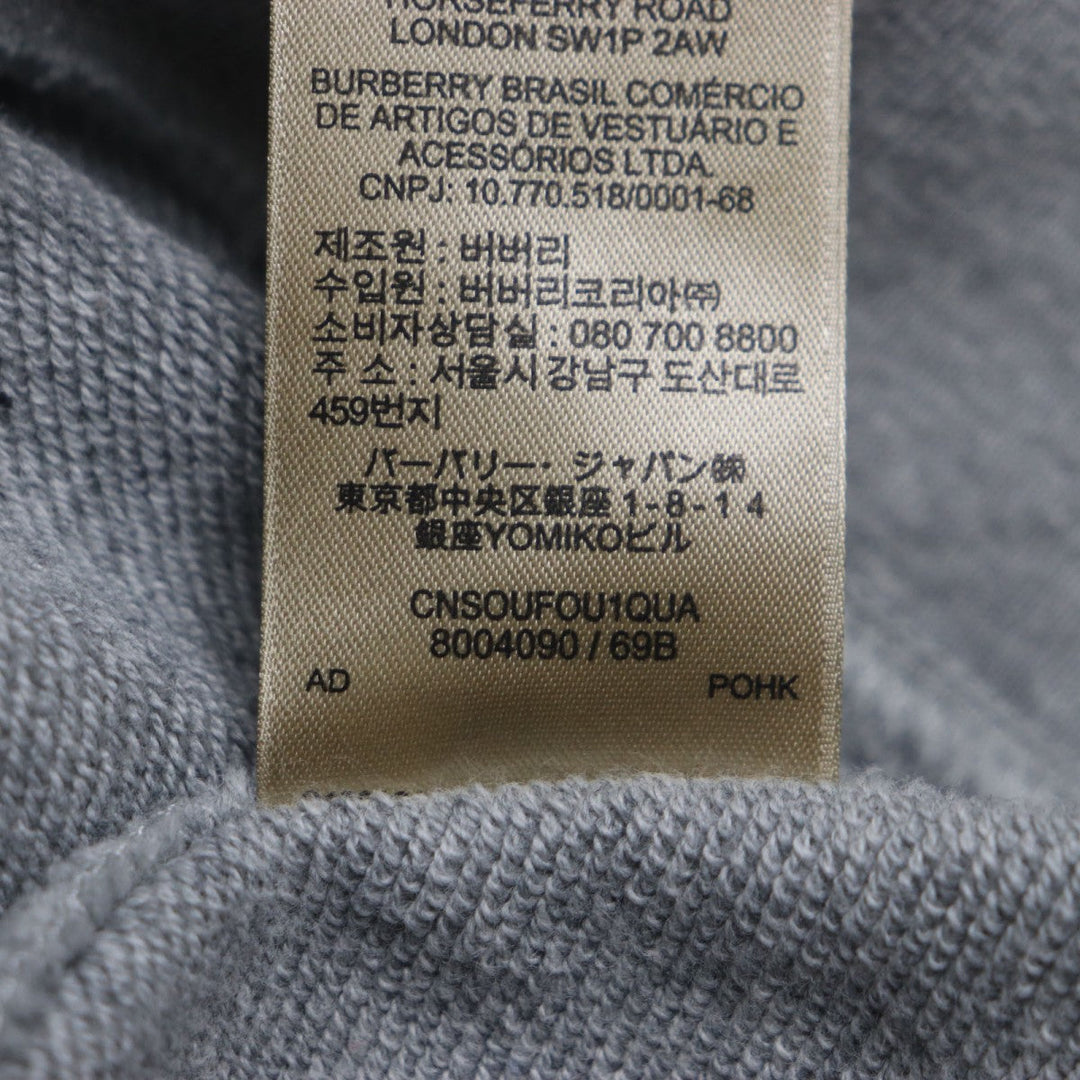 HORSEFERRY ROAD
LONDON SW1P 2AW
BURBERRY BRASIL COMÉRCIO
DE ARTIGOS DE VESTUÁRIO E
ACESSÓRIOS LTDA.
CNPJ: 10.770.518/0001-68
제조원 : 버버리
수입원 : 버버리코리아㈜
소비자상담실 : 080 700 8800
주 소 : 서울시 강남구 도산대로
459번지
バーバリー・ジャパン㈱
東京都中央区銀座1-8-14
銀座YOMIKOビル
CNSOUFOU1QUA
8004090 / 69B
AD POHK